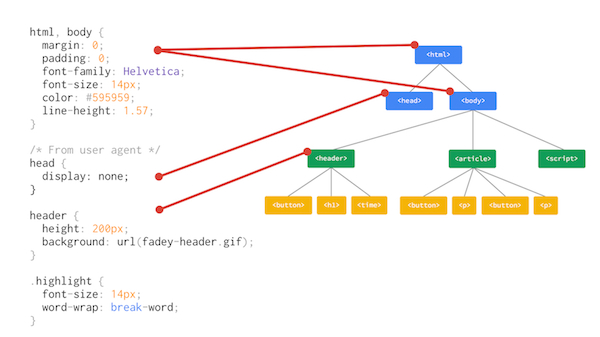 html, body {
margin: 0;
padding: 0;
font-family: Helvetica;
font-size: 14px;
color: #595959;
line-height: 1.57;
}
/* From user agent */
head {
display: none;
}
header {
height: 200px;
background: url(fadey-header.gif);
}
.highlight {
font-size: 14px;
word-wrap: break-word;
}
<html>
<head> <body>
<header> <article> <script>
<button> <h1> <time> <button> <p> <button> <p>